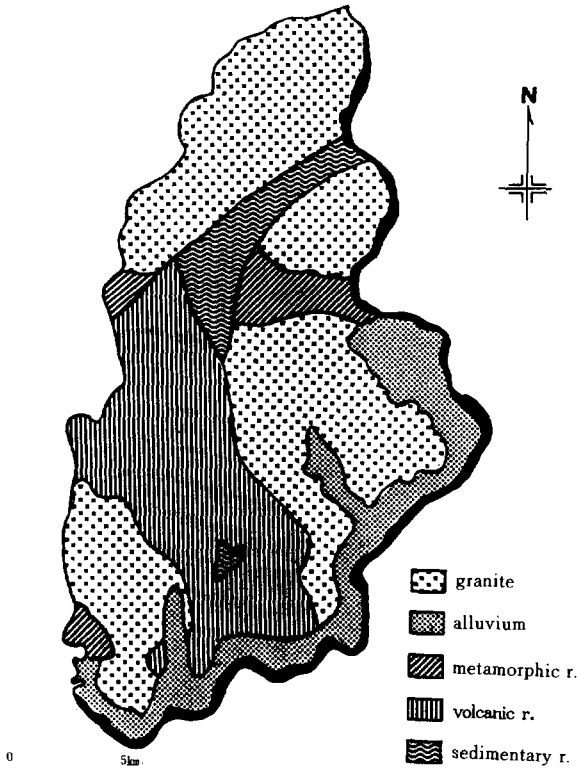 N
granite
alluvium
metamorphic r.
volcanic r.
sedimentary r.
0 5km.